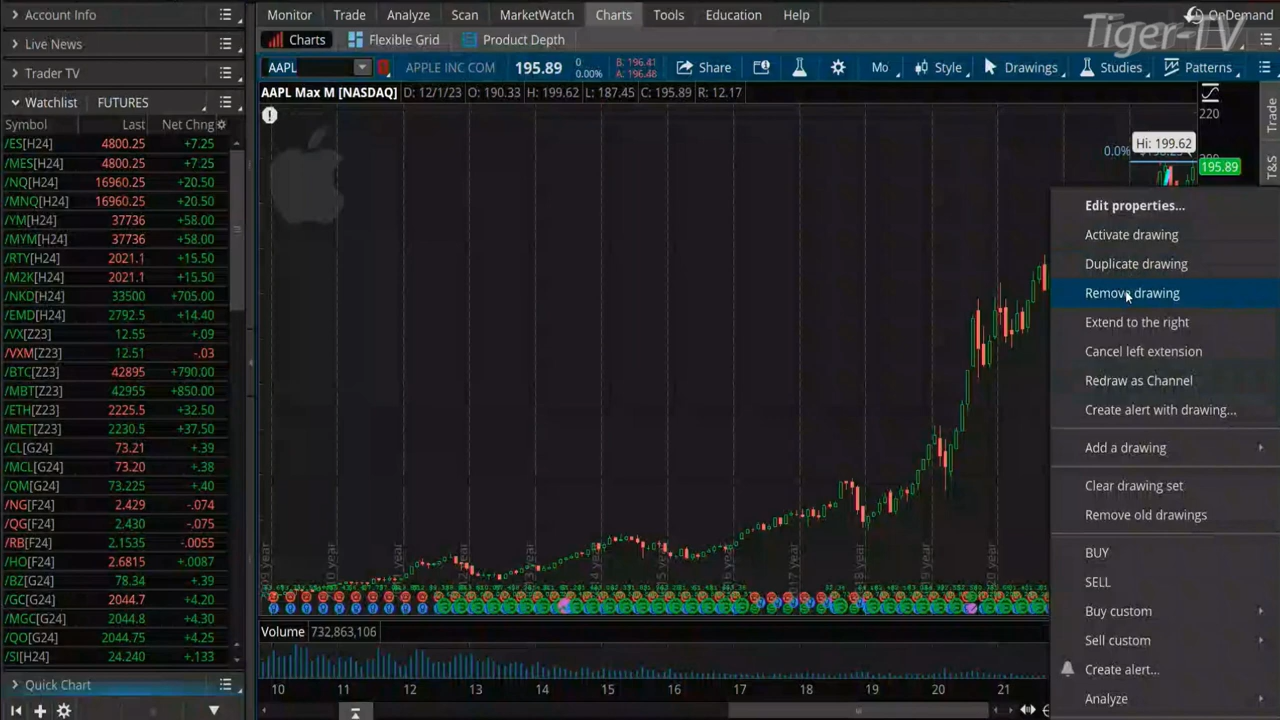 Account Info
Live News
Trader TV
Watchlist FUTURES
Symbol Last Net Chng
/ES[H24] 4800.25 +7.25
/MES[H24] 4800.25 +7.25
/NQ[H24] 16960.25 +20.50
/MNQ[H24] 16960.25 +20.50
/YM[H24] 37736 +58.00
/MYM[H24] 37736 +58.00
/RTY[H24] 2021.1 +15.50
/M2K[H24] 2021.1 +15.50
/NKD[H24] 33500 +705.00
/EMD[H24] 2792.5 +14.40
/VX[Z23] 12.55 +.09
/VXM[Z23] 12.51 -.03
/BTC[Z23] 42895 +790.00
/MBT[Z23] 42955 +850.00
/ETH[Z23] 2225.5 +32.50
/MET[Z23] 2229.5 +37.50
/CL[G24] 73.21 +.39
/MCL[G24] 73.20 +.38
/QM[G24] 73.225 +.40
/NG[F24] 2.429 -.074
/QG[F24] 2.430 -.075
/RB[F24] 2.1535 -.0055
/HO[F24] 2.6815 +.0087
/BZ[G24] 78.34 +.39
/GC[G24] 2044.7 +4.20
/MGC[G24] 2044.8 +4.30
/QO[G24] 2044.75 +4.25
/SI[H24] 24.240 +.133
Quick Chart
Monitor Trade Analyze Scan MarketWatch Charts Tools Education Help
OnDemand
Tiger-TV
Charts Flexible Grid Product Depth
AAPL APPLE INC COM 195.89 0 0.00% B: 196.41 A: 196.48 Share Mo Style Drawings Studies Patterns
AAPL Max M [NASDAQ] D: 12/1/23 O: 190.33 H: 199.62 L: 187.45 C: 195.89 R: 12.17
220
Hi: 199.62
0.0%
195.89
Trade
T&S
Edit properties...
Activate drawing
Duplicate drawing
Remove drawing
Extend to the right
Cancel left extension
Redraw as Channel
Create alert with drawing...
Add a drawing
Clear drawing set
Remove old drawings
BUY
SELL
Buy custom
Sell custom
Create alert...
Analyze
Volume 732,863,106
10 11 12 13 14 15 16 17 18 19 20 21